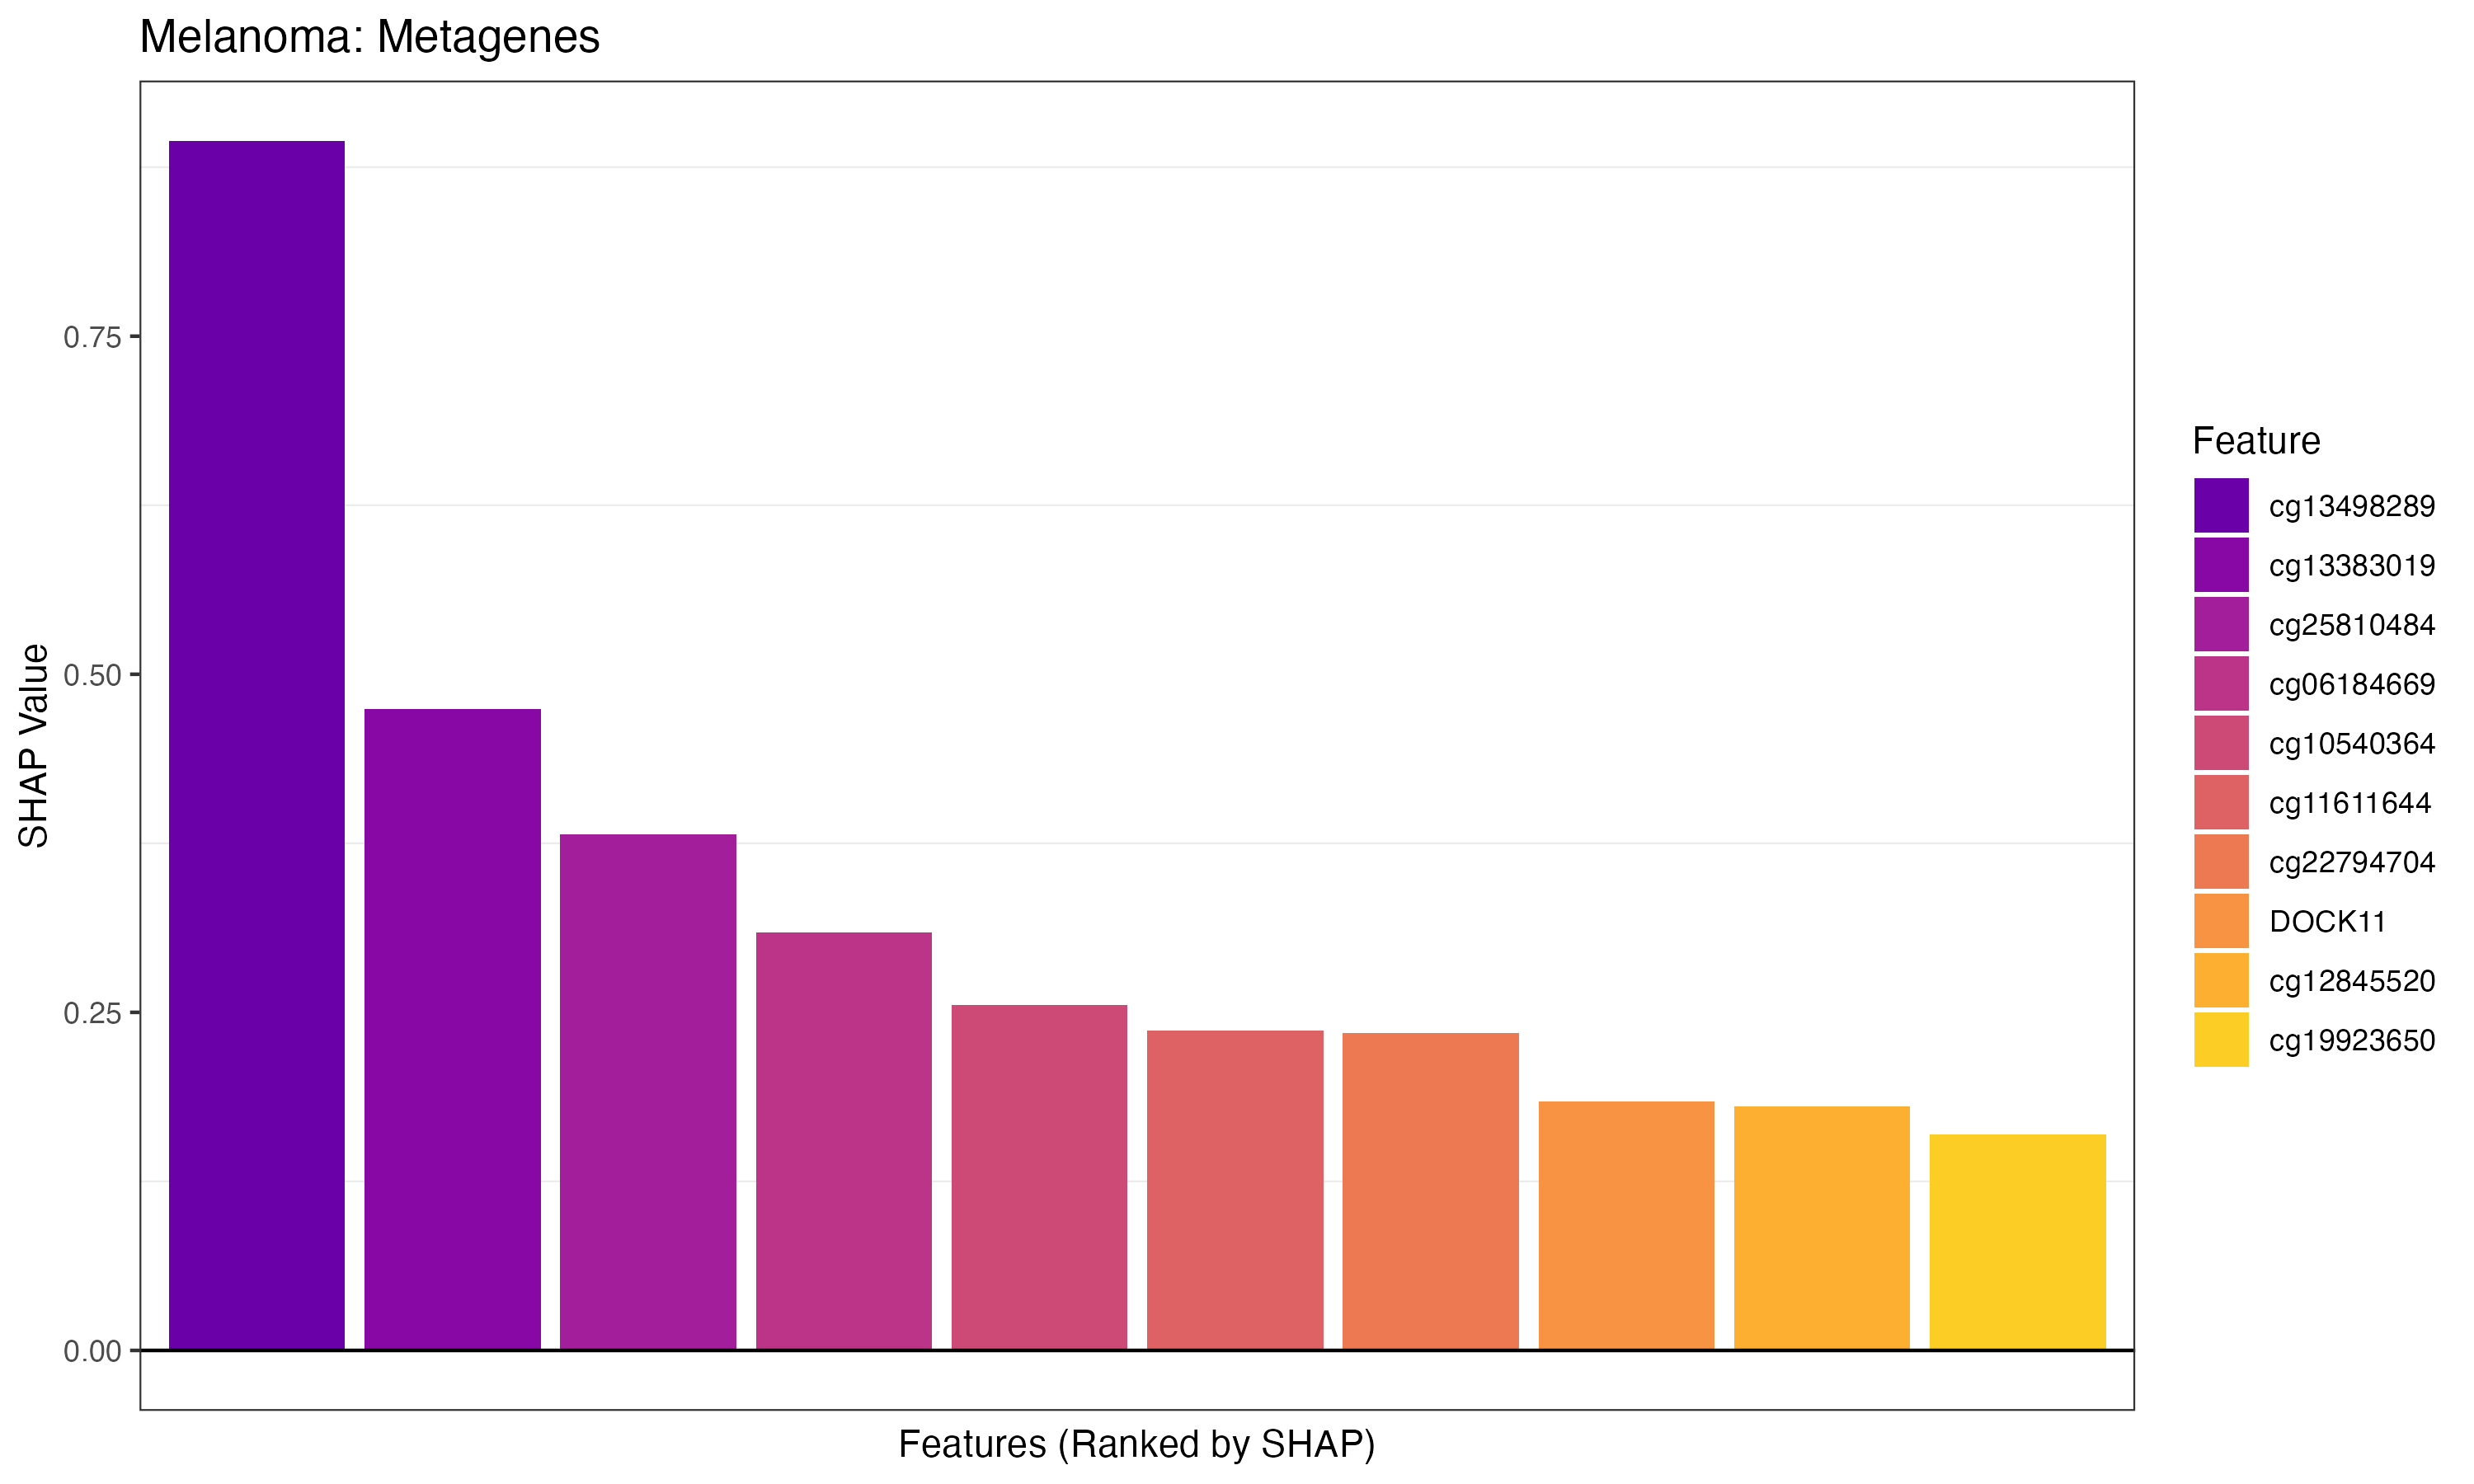 Melanoma: Metagenes
SHAP Value
0.75
0.50
0.25
0.00
Features (Ranked by SHAP)
Feature
cg13498289
cg13383019
cg25810484
cg06184669
cg10540364
cg11611644
cg22794704
DOCK11
cg12845520
cg19923650